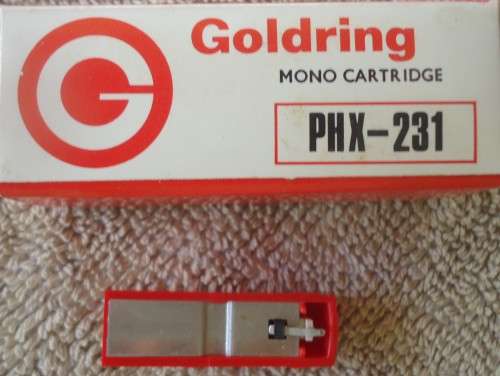 Goldring
MONO CARTRIDGE
PHX-231